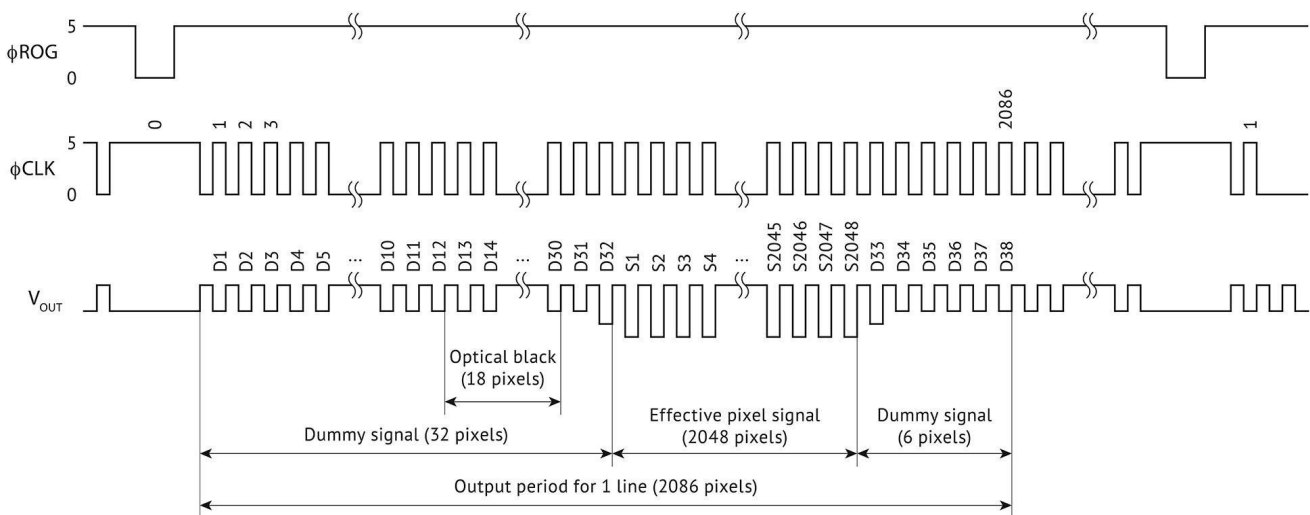 5
ϕROG
0
0 1 2 3 2086 1
5
ϕCLK
0
D1 D2 D3 D4 D5 ... D10 D11 D12 D13 D14 ... D30 D31 D32 S1 S2 S3 S4 ... S2045 S2046 S2047 S2048 D33 D34 D35 D36 D37 D38
VOUT
Optical black
(18 pixels)
Effective pixel signal
(2048 pixels)
Dummy signal
(6 pixels)
Dummy signal (32 pixels)
Output period for 1 line (2086 pixels)